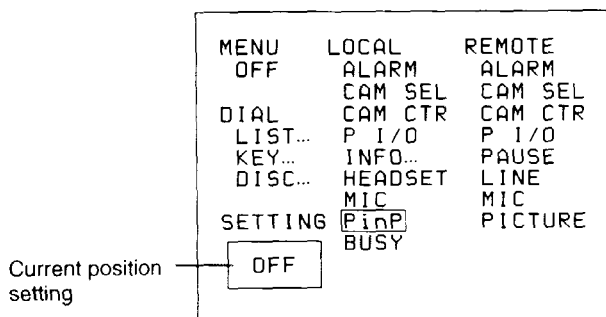 MENU LOCAL REMOTE
OFF ALARM ALARM
CAM SEL CAM SEL
DIAL CAM CTR CAM CTR
LIST... P I/O P I/O
KEY... INFO... PAUSE
DISC... HEADSET LINE
MIC MIC
SETTING PinP PICTURE
BUSY
OFF
Current position
setting